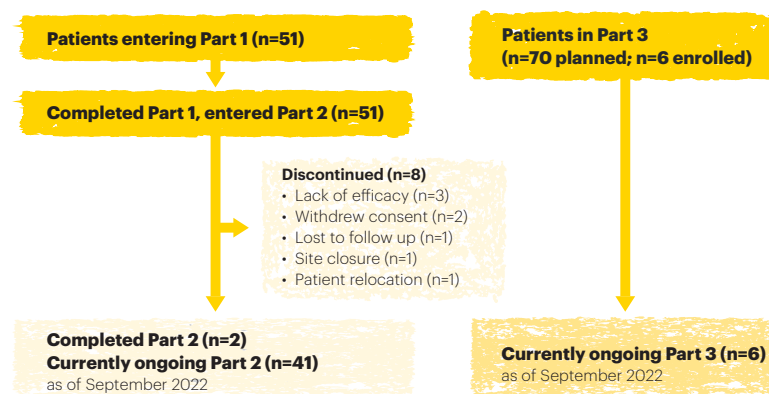 Patients entering Part 1 (n=51)
Completed Part 1, entered Part 2 (n=51)
Discontinued (n=8)
• Lack of efficacy (n=3)
• Withdrew consent (n=2)
• Lost to follow up (n=1)
• Site closure (n=1)
• Patient relocation (n=1)
Completed Part 2 (n=2)
Currently ongoing Part 2 (n=41)
as of September 2022
Patients in Part 3
(n=70 planned; n=6 enrolled)
Currently ongoing Part 3 (n=6)
as of September 2022